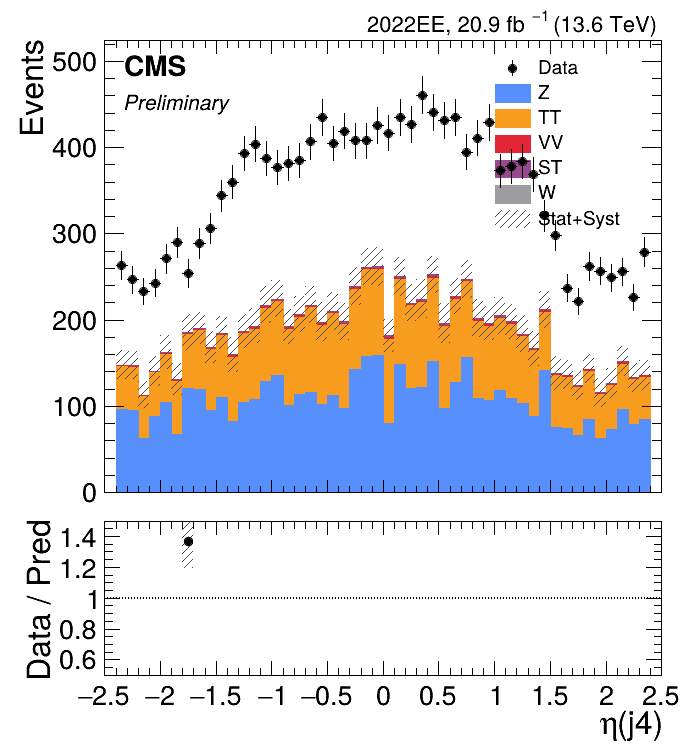 2022EE, 20.9 fb⁻¹ (13.6 TeV)
CMS
Preliminary
Events
500
400
300
200
100
0
Data
Z
TT
VV
ST
W
Stat+Syst
Data / Pred
1.4
1.2
1
0.8
0.6
−2.5 −2 −1.5 −1 −0.5 0 0.5 1 1.5 2 2.5
η(j4)